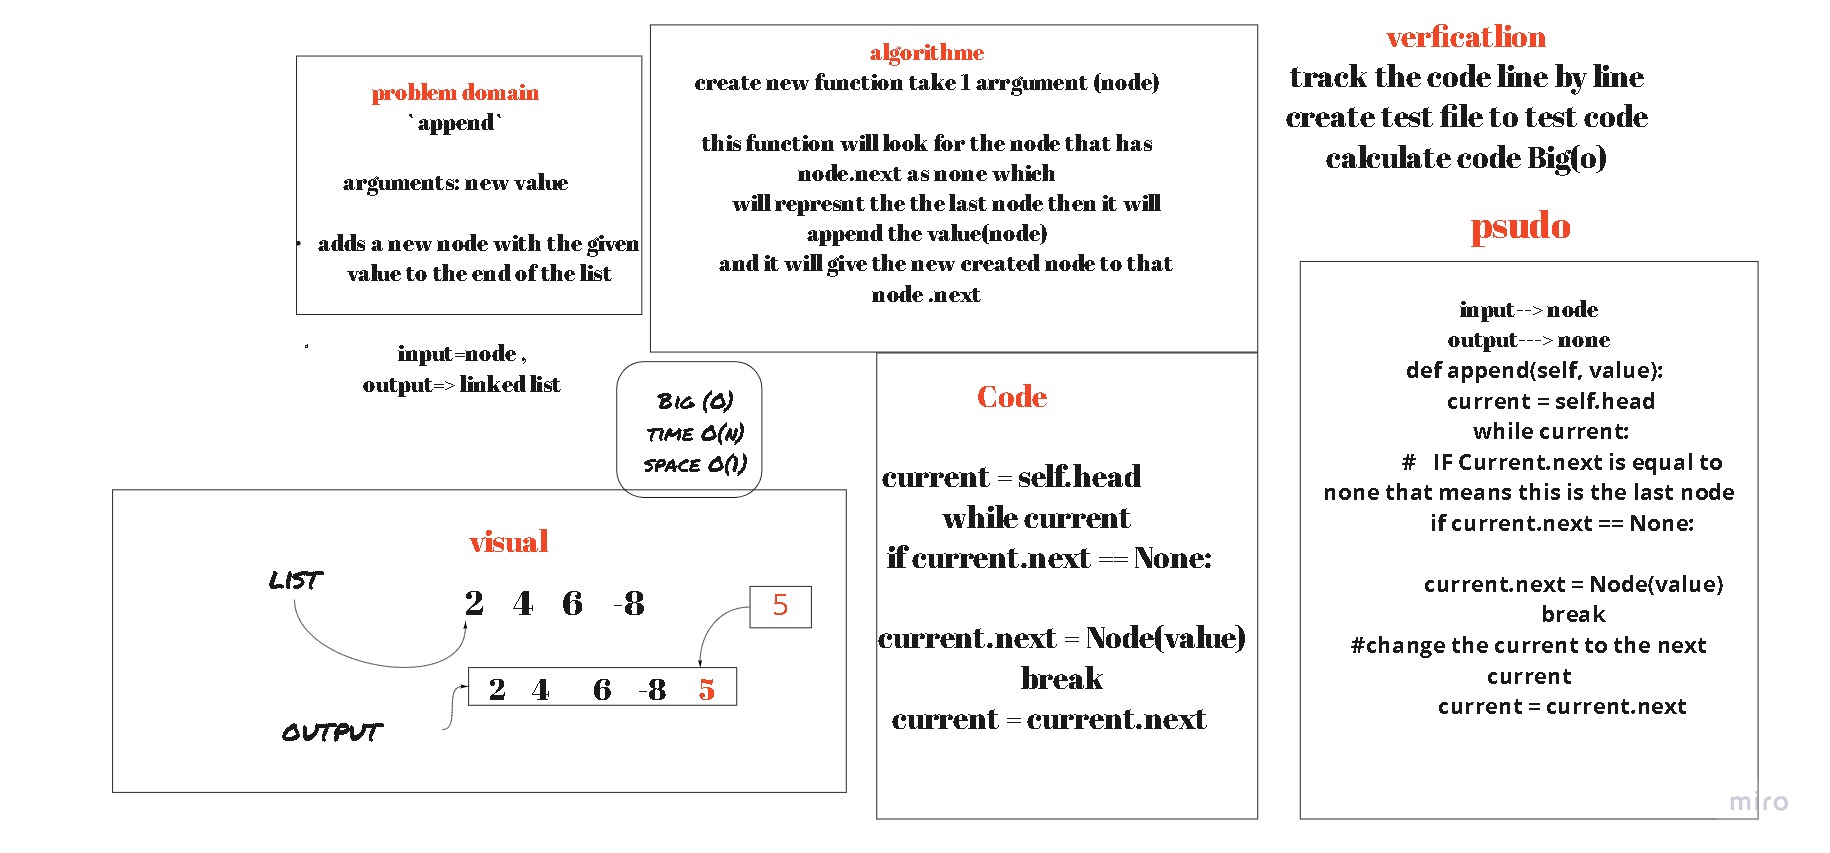 problem domain
`append`
arguments: new value
• adds a new node with the given
value to the end of the list
input=node ,
output=> linked list
algorithme
create new function take 1 arrgument (node)
this function will look for the node that has
node.next as none which
will represnt the the last node then it will
append the value(node)
and it will give the new created node to that
node .next
verficatlion
track the code line by line
create test file to test code
calculate code Big(o)
Big (O)
time O(n)
space O(1)
visual
List
2 4 6 -8
5
2 4 6 -8 5
output
Code
current = self.head
while current
if current.next == None:
current.next = Node(value)
break
current = current.next
psudo
input--> node
output---> none
def append(self, value):
current = self.head
while current:
# IF Current.next is equal to
none that means this is the last node
if current.next == None:
current.next = Node(value)
break
#change the current to the next
current
current = current.next
miro